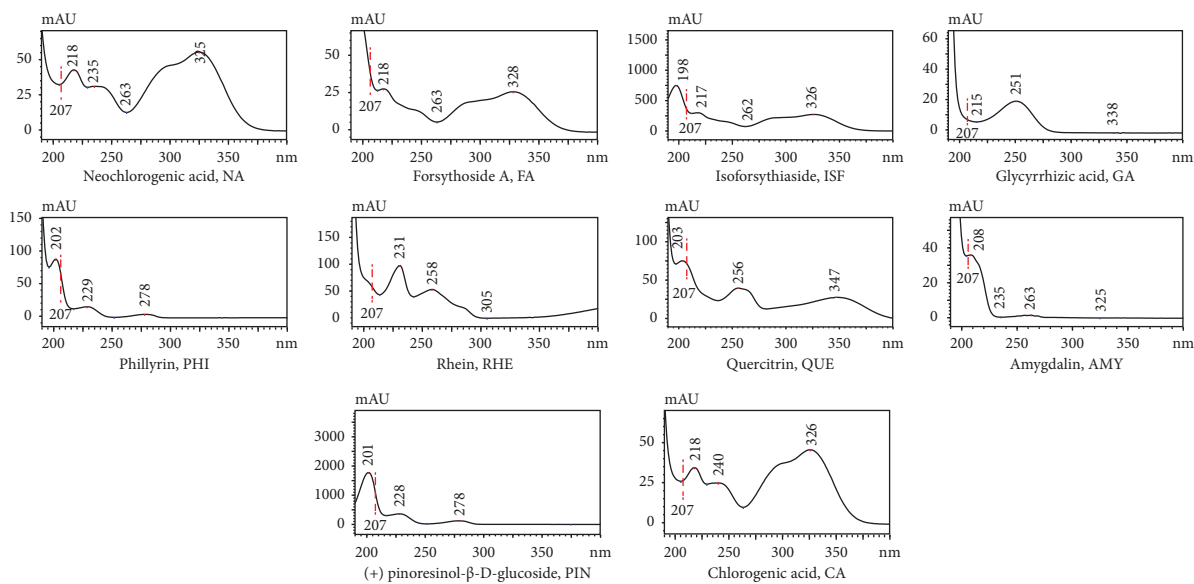 mAU
50
25
0
218
235
263
325
207
200 250 300 350 nm
Neochlorogenic acid, NA
mAU
50
25
0
218
263
328
207
200 250 300 350 nm
Forsythoside A, FA
mAU
1500
1000
500
0
198
217
262
326
207
200 250 300 350 nm
Isoforsythiaside, ISF
mAU
60
40
20
0
215
251
338
207
200 250 300 350 nm
Glycyrrhizic acid, GA
mAU
150
100
50
0
202
229
278
207
200 250 300 350 nm
Phillyrin, PHI
mAU
150
100
50
0
231
258
305
207
200 250 300 350 nm
Rhein, RHE
mAU
100
50
0
203
256
347
207
200 250 300 350 nm
Quercitrin, QUE
mAU
40
20
0
208
235
263
325
207
200 250 300 350 nm
Amygdalin, AMY
mAU
3000
2000
1000
0
201
228
278
207
200 250 300 350 nm
(+) pinoresinol-β-D-glucoside, PIN
mAU
50
25
0
218
240
326
207
200 250 300 350 nm
Chlorogenic acid, CA